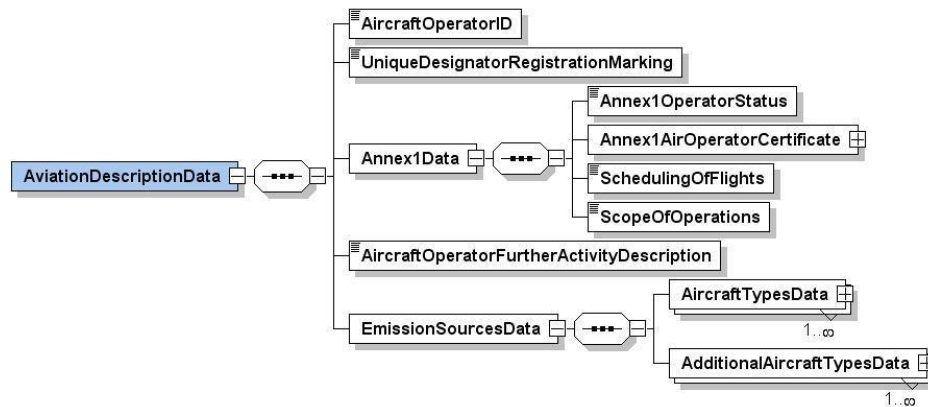 AircraftOperatorID
UniqueDesignatorRegistrationMarking
Annex1OperatorStatus
Annex1AirOperatorCertificate
Annex1Data
AviationDescriptionData
SchedulingOfFlights
ScopeOfOperations
AircraftOperatorFurtherActivityDescription
AircraftTypesData
1..∞
EmissionSourcesData
AdditionalAircraftTypesData
1..∞